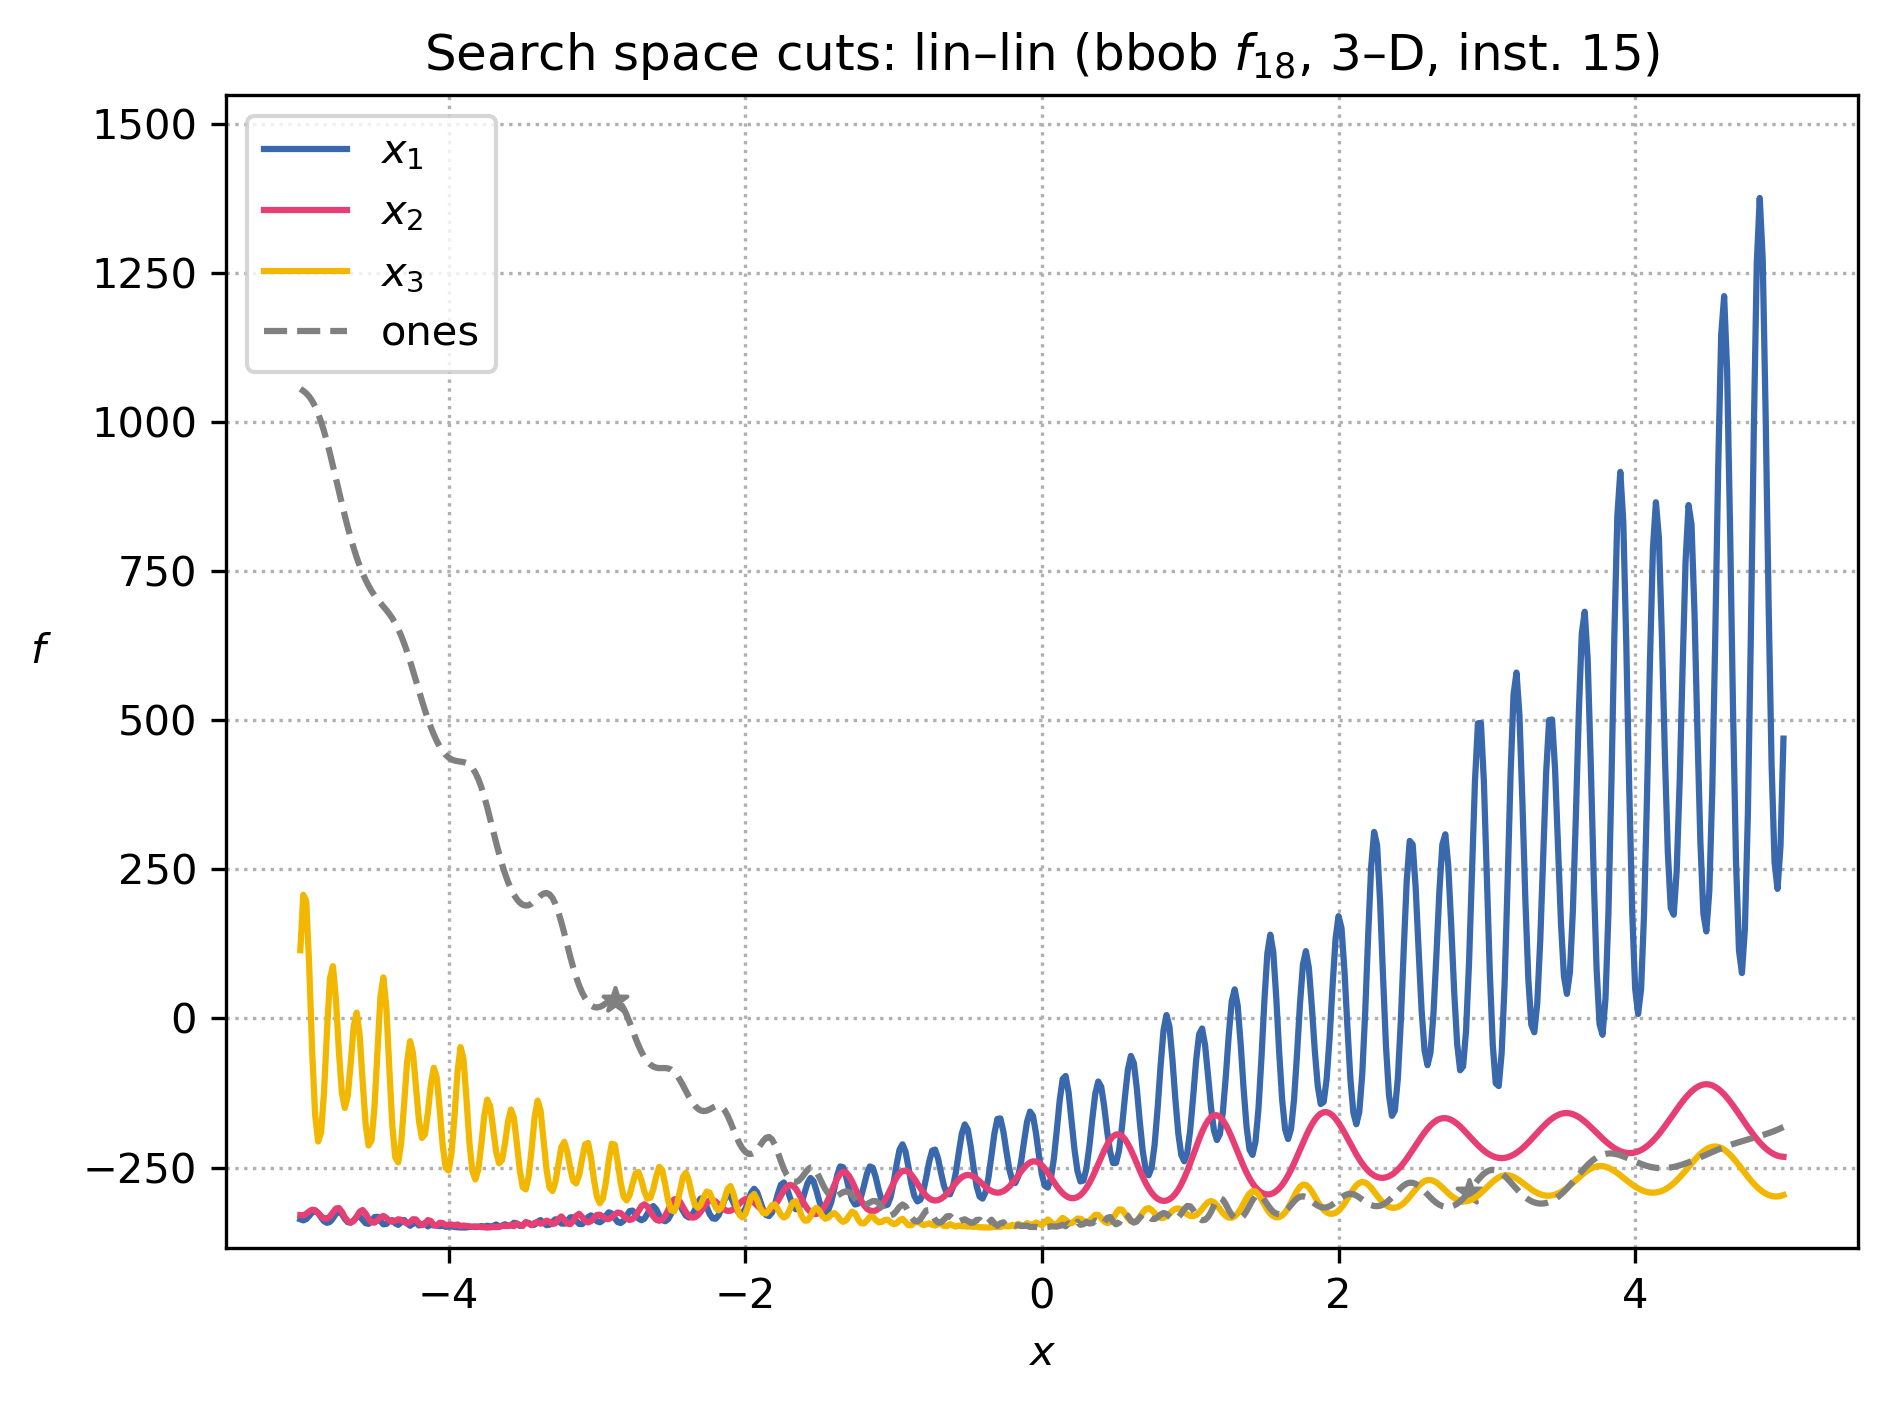 Search space cuts: lin–lin (bbob f₁₈, 3–D, inst. 15)
x₁
x₂
x₃
ones
1500
1250
1000
750
500
250
0
−250
f
−4
−2
0
2
4
x